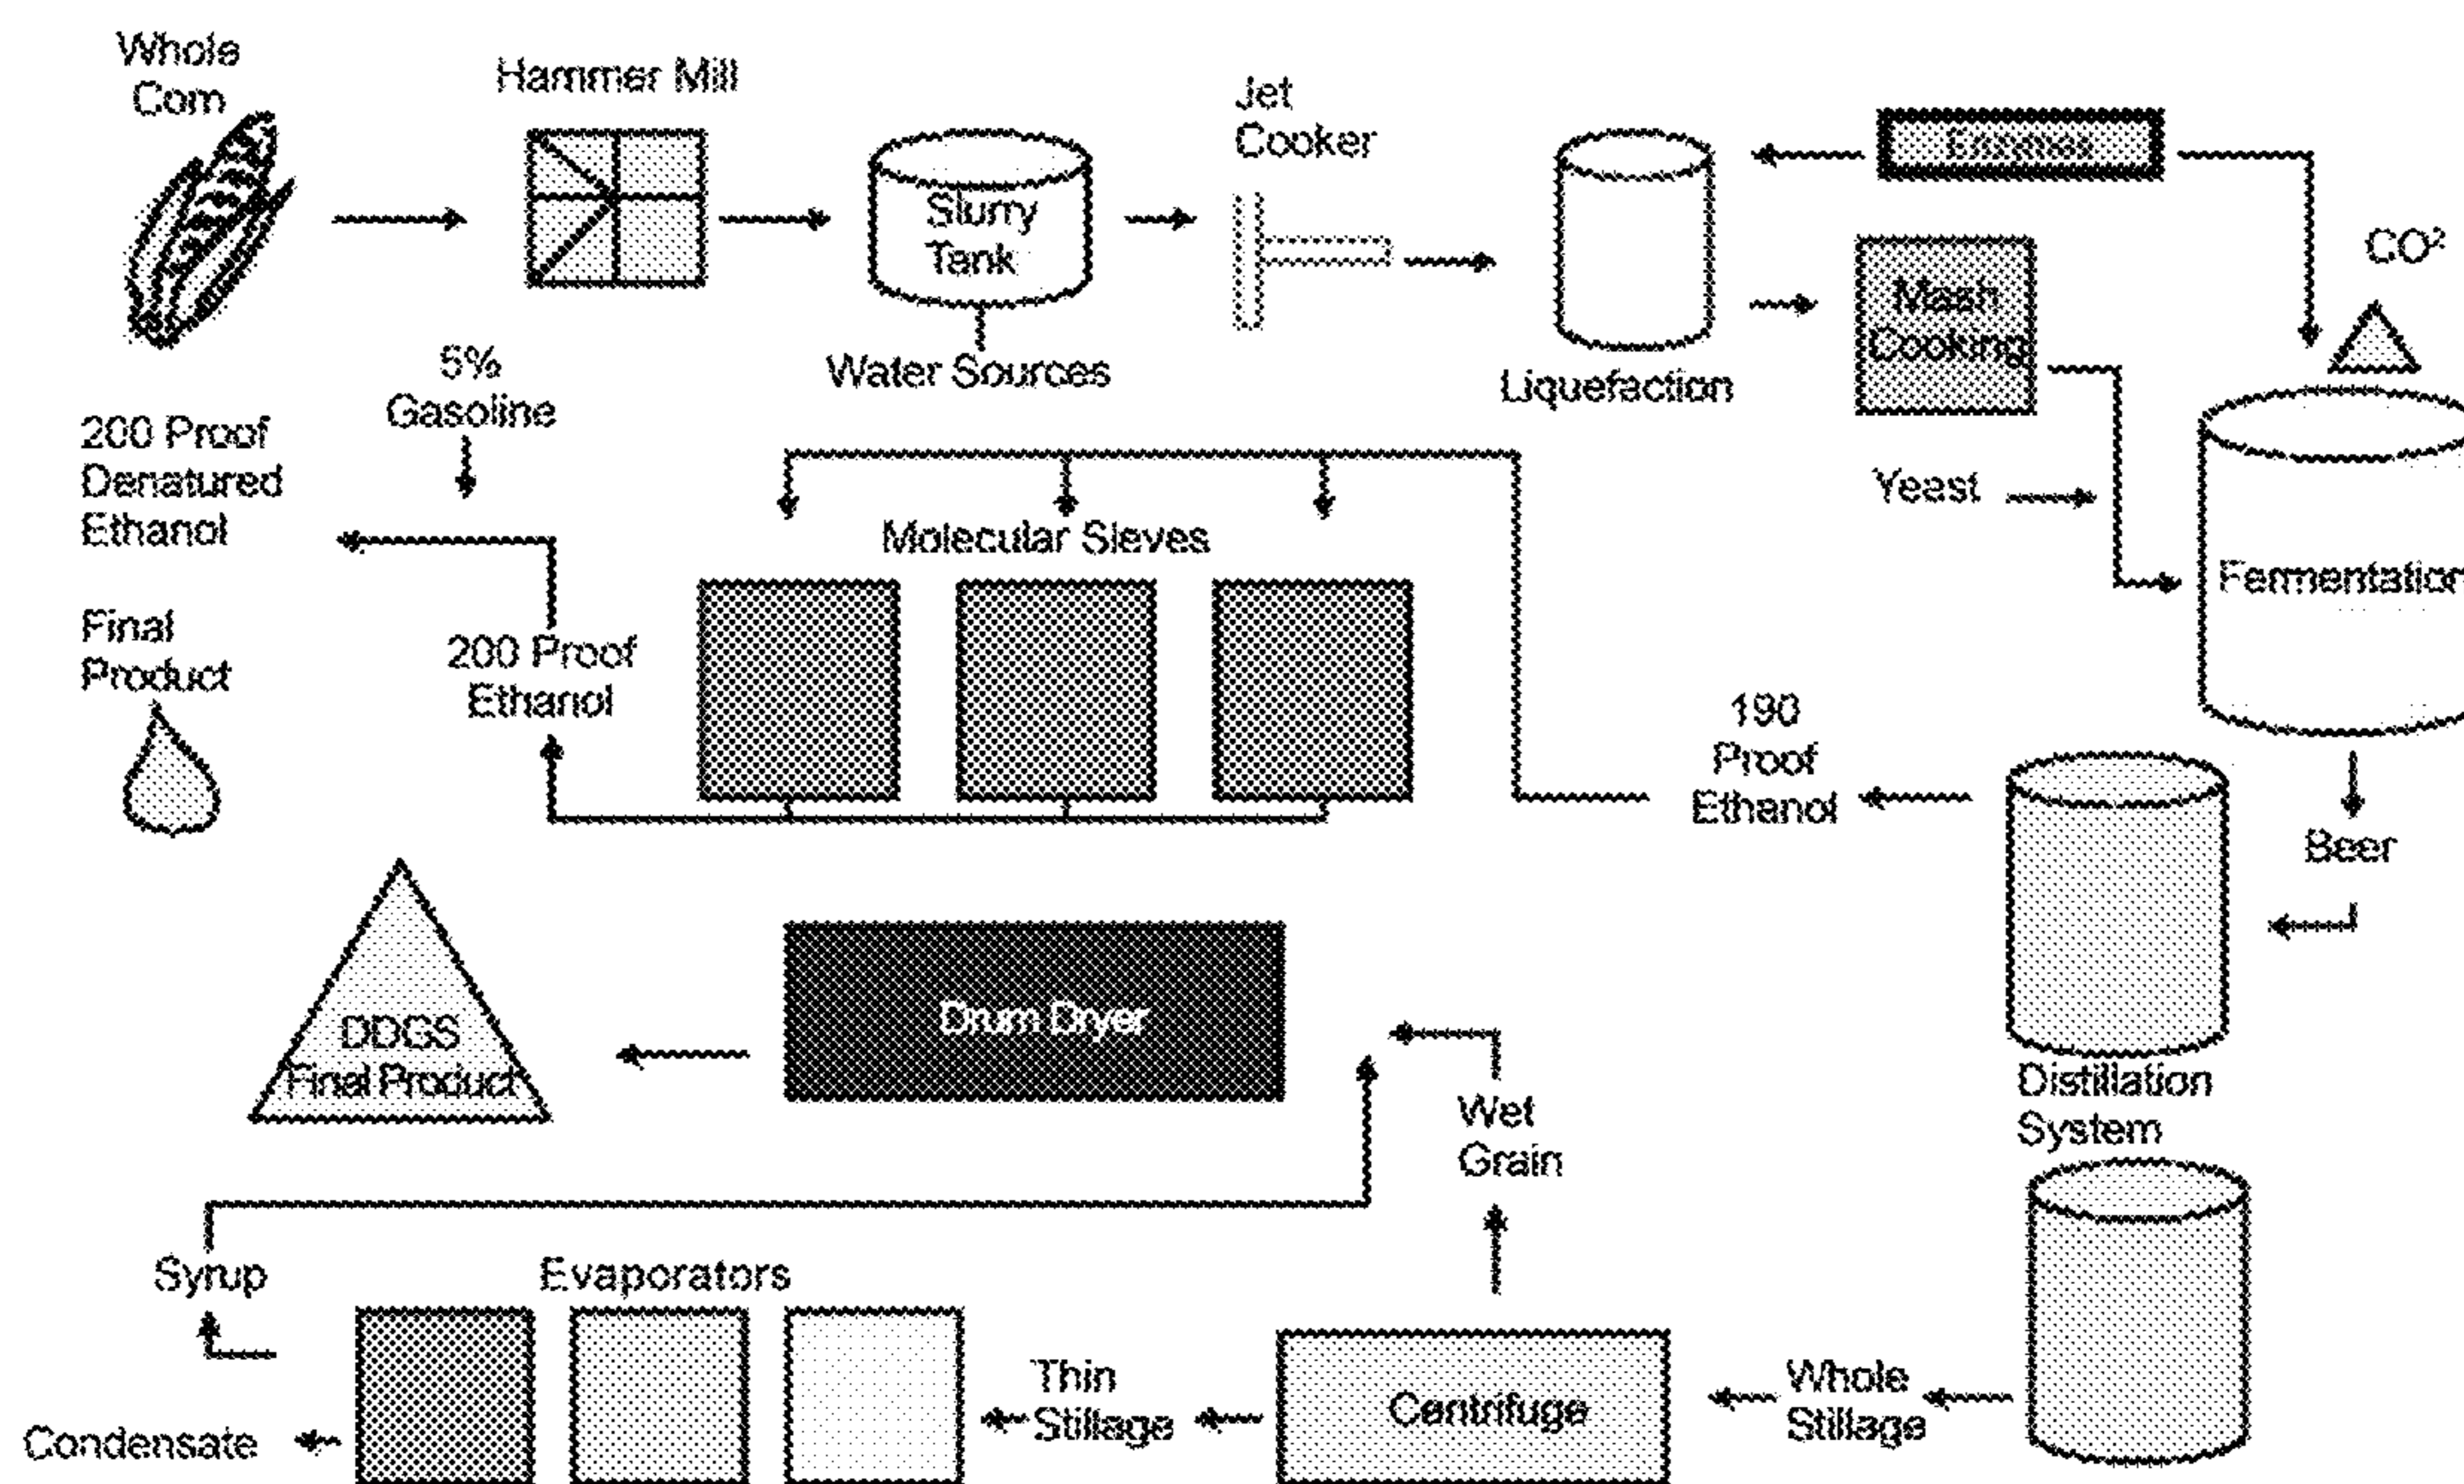 Whole
Corn
Hammer Mill
Jet
Cooker
Enzymes
Slurry
Tank
CO²
Mash
Cooking
Water Sources
Liquefaction
5%
Gasoline
200 Proof
Denatured
Ethanol
Yeast
Molecular Sieves
Fermentation
Final
Product
200 Proof
Ethanol
190
Proof
Ethanol
Beer
Drum Dryer
DDGS
Final Product
Distillation
System
Wet
Grain
Syrup
Evaporators
Thin
Stillage
Centrifuge
Whole
Stillage
Condensate